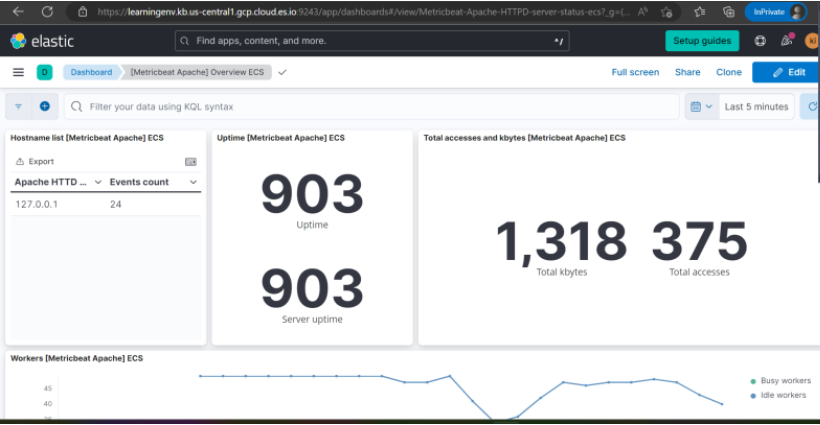 https://learningenv.kb.us-central1.gcp.cloud.es.io:9243/app/dashboards#/view/Metricbeat-Apache-HTTPD-server-status-ecs?_g=(... InPrivate
elastic Find apps, content, and more. Setup guides
D Dashboard [Metricbeat Apache] Overview ECS Full screen Share Clone Edit
Filter your data using KQL syntax Last 5 minutes
Hostname list [Metricbeat Apache] ECS
Export
Apache HTTD ... Events count
127.0.0.1 24
Uptime [Metricbeat Apache] ECS
903
Uptime
903
Server uptime
Total accesses and kbytes [Metricbeat Apache] ECS
1,318 375
Total kbytes Total accesses
Workers [Metricbeat Apache] ECS
45
40
Busy workers
Idle workers